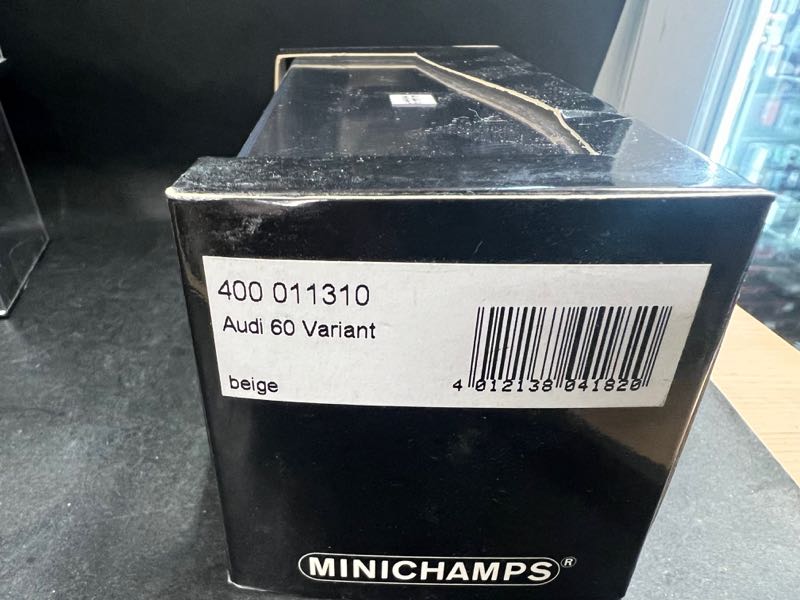 400 011310
Audi 60 Variant
beige
4 012138 041820
MINICHAMPS®